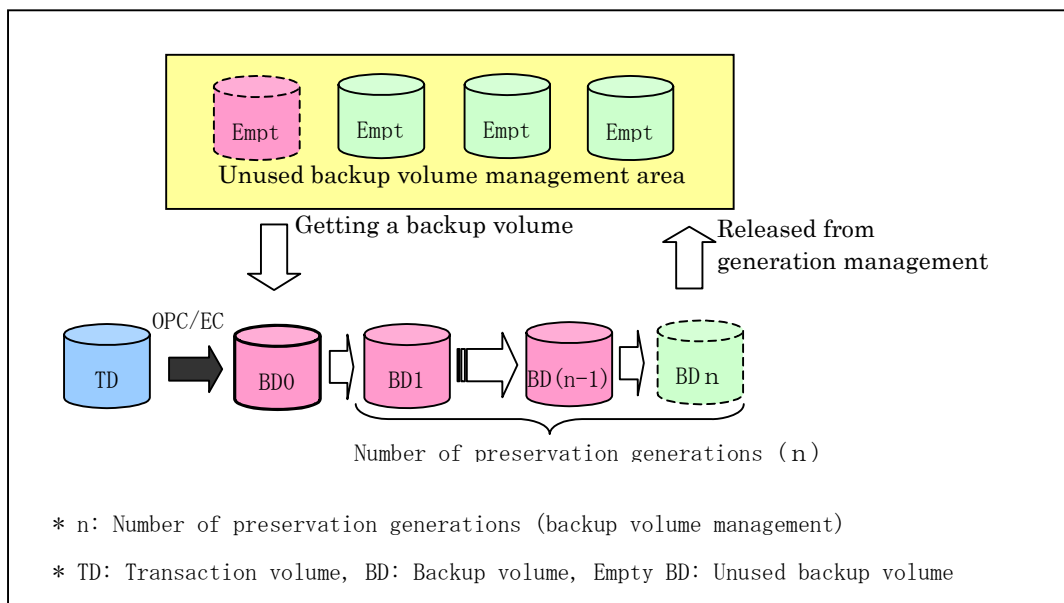 Empt Empt Empt Empt
Unused backup volume management area
Getting a backup volume
Released from
generation management
OPC/EC
TD BD0 BD1 BD(n-1) BDn
Number of preservation generations (n)
* n: Number of preservation generations (backup volume management)
* TD: Transaction volume, BD: Backup volume, Empty BD: Unused backup volume